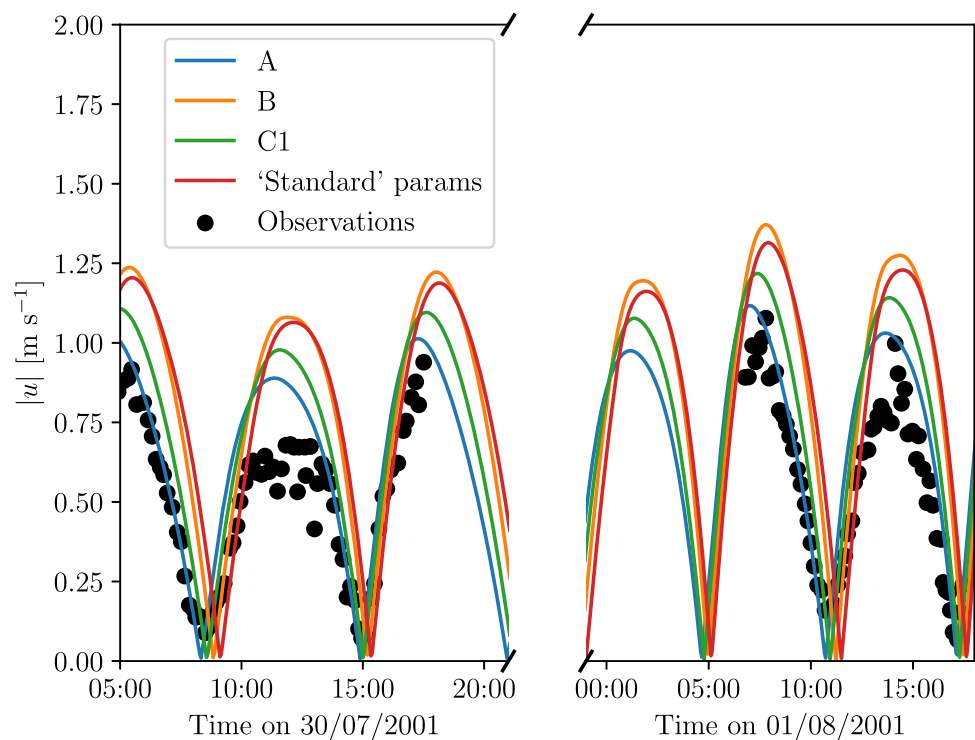 2.00
1.75
1.50
1.25
1.00
0.75
0.50
0.25
0.00
|u| [m s⁻¹]
A
B
C1
‘Standard’ params
Observations
05:00 10:00 15:00 20:00
Time on 30/07/2001
00:00 05:00 10:00 15:00
Time on 01/08/2001